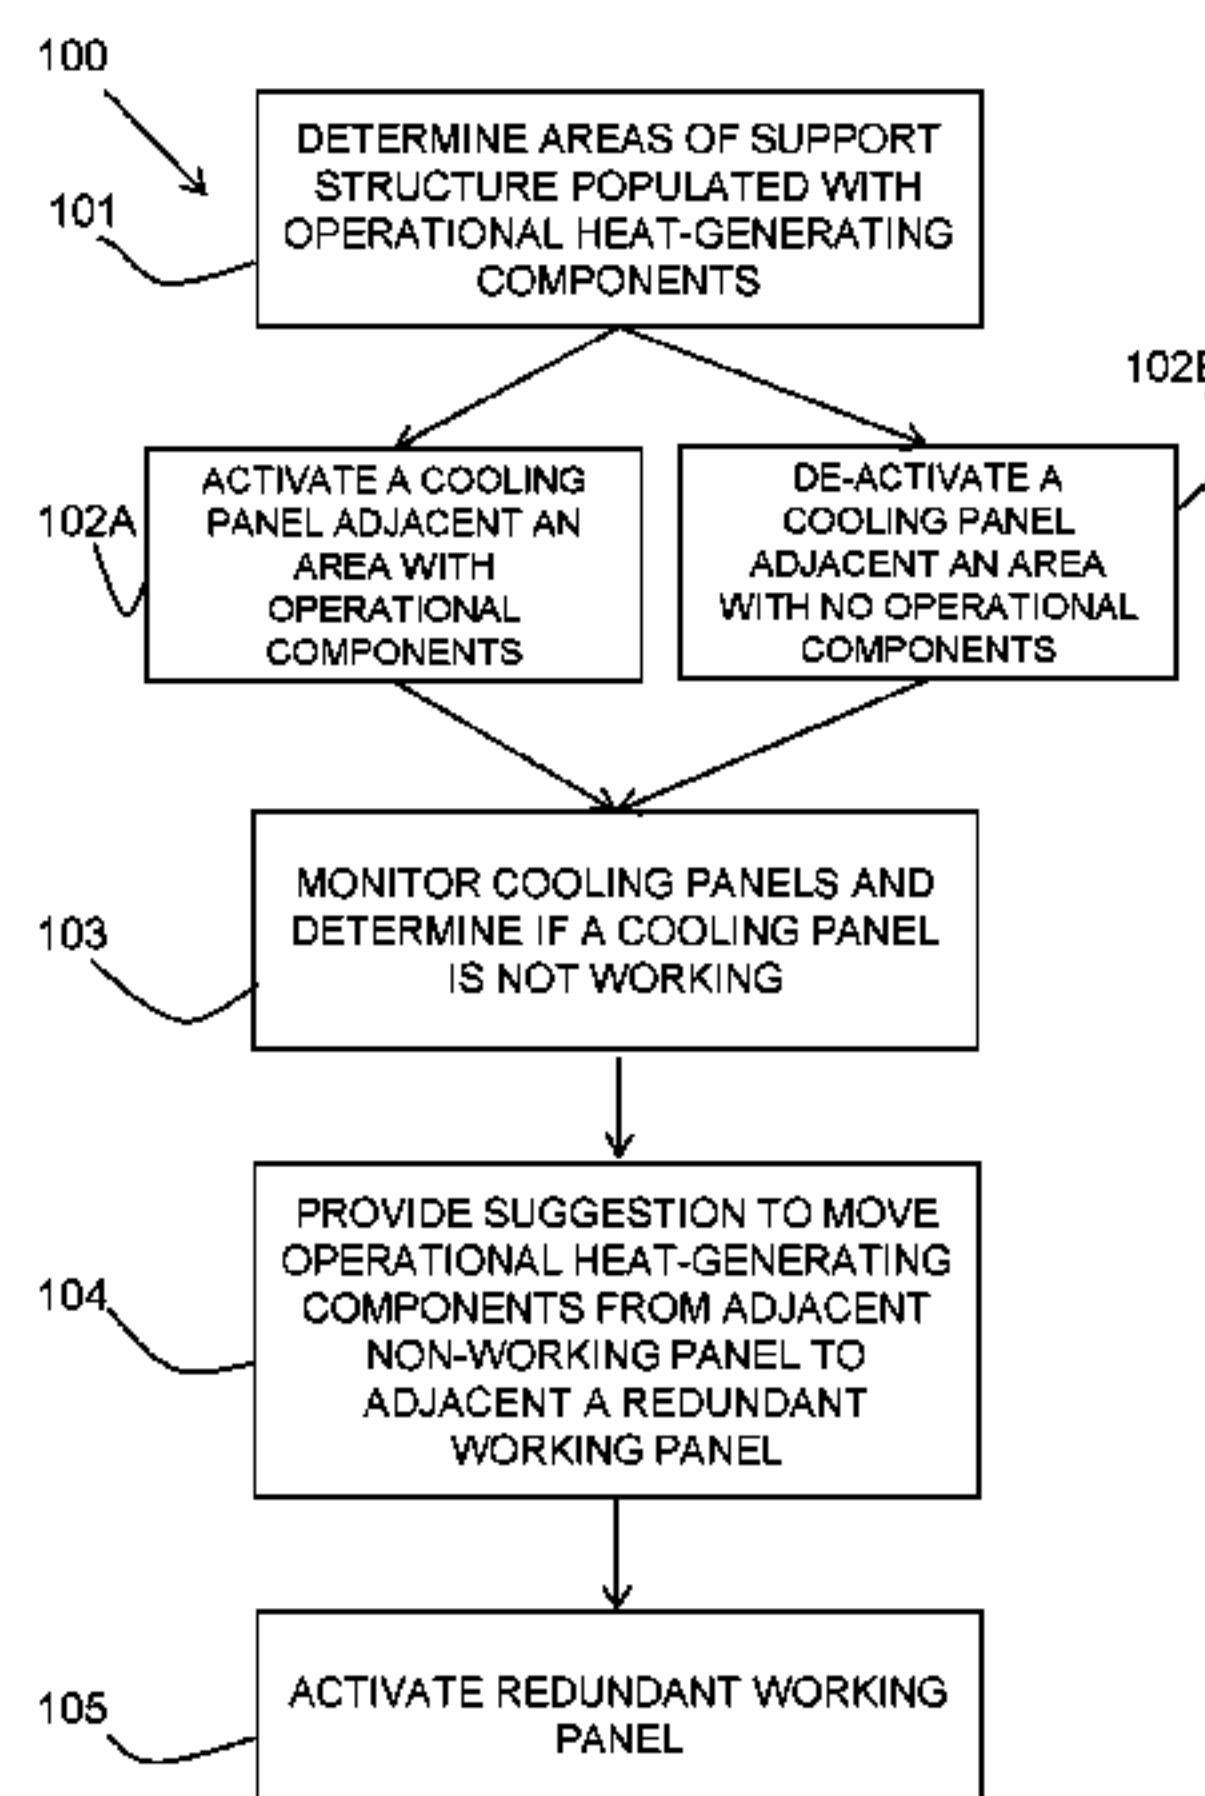 100
DETERMINE AREAS OF SUPPORT
STRUCTURE POPULATED WITH
OPERATIONAL HEAT-GENERATING
COMPONENTS
101
102B
ACTIVATE A COOLING
PANEL ADJACENT AN
AREA WITH
OPERATIONAL
COMPONENTS
102A
DE-ACTIVATE A
COOLING PANEL
ADJACENT AN AREA
WITH NO OPERATIONAL
COMPONENTS
MONITOR COOLING PANELS AND
DETERMINE IF A COOLING PANEL
IS NOT WORKING
103
PROVIDE SUGGESTION TO MOVE
OPERATIONAL HEAT-GENERATING
COMPONENTS FROM ADJACENT
NON-WORKING PANEL TO
ADJACENT A REDUNDANT
WORKING PANEL
104
ACTIVATE REDUNDANT WORKING
PANEL
105